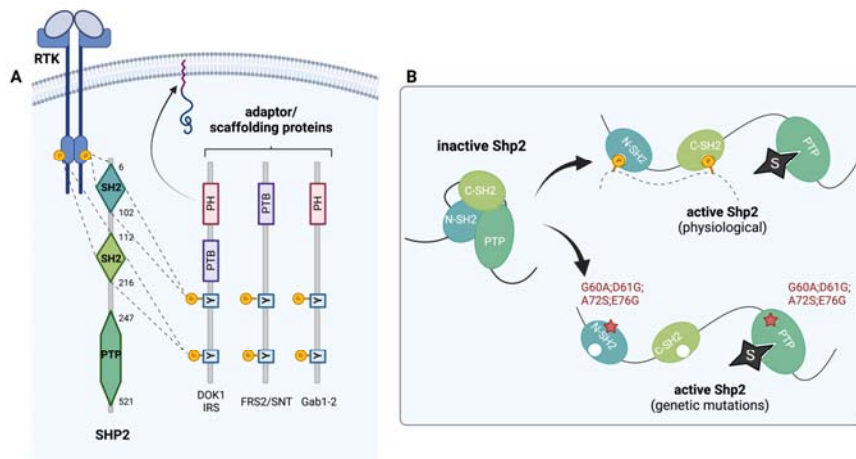 RTK
A
adaptor/
scaffolding proteins
P
P
6
SH2
102
112
SH2
216
247
PTP
521
SHP2
PH
PTB
PH
PTB
P
Y
P
Y
P
Y
P
Y
P
Y
P
Y
DOK1
IRS
FRS2/SNT
Gab1-2
B
inactive Shp2
C-SH2
N-SH2
PTP
N-SH2
C-SH2
PTP
S
P
P
active Shp2
(physiological)
G60A;D61G;
A72S;E76G
G60A;D61G;
A72S;E76G
N-SH2
C-SH2
PTP
S
active Shp2
(genetic mutations)